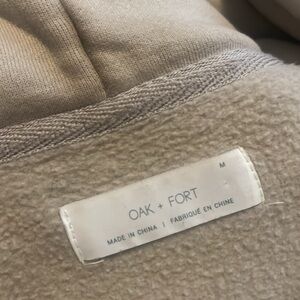 M
OAK + FORT
MADE IN CHINA | FABRIQUÉ EN CHINE